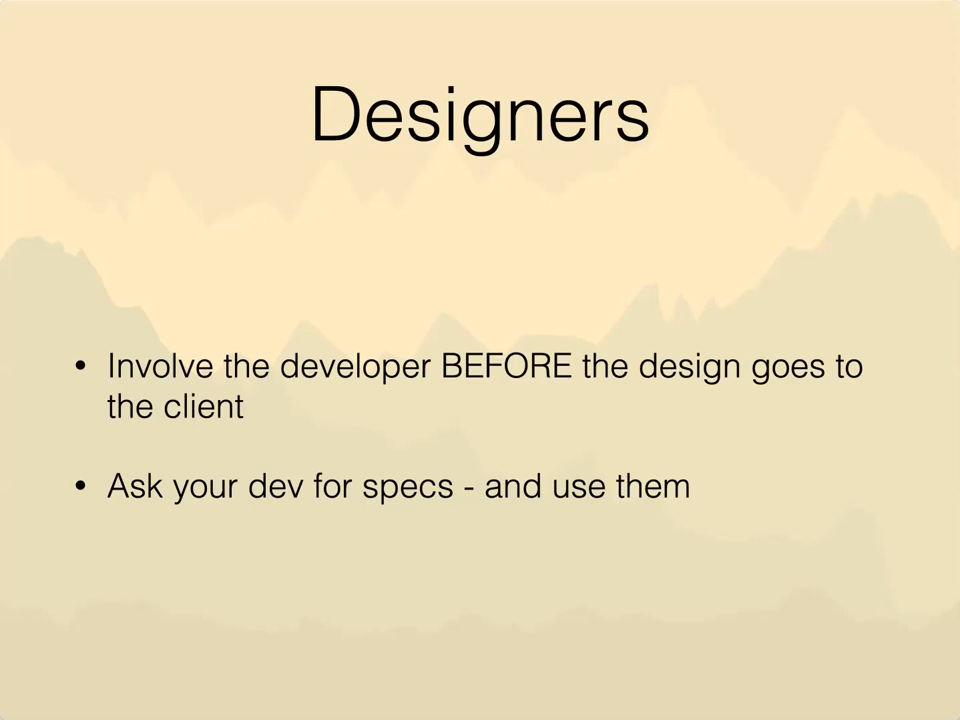 Designers
• Involve the developer BEFORE the design goes to
the client
• Ask your dev for specs - and use them